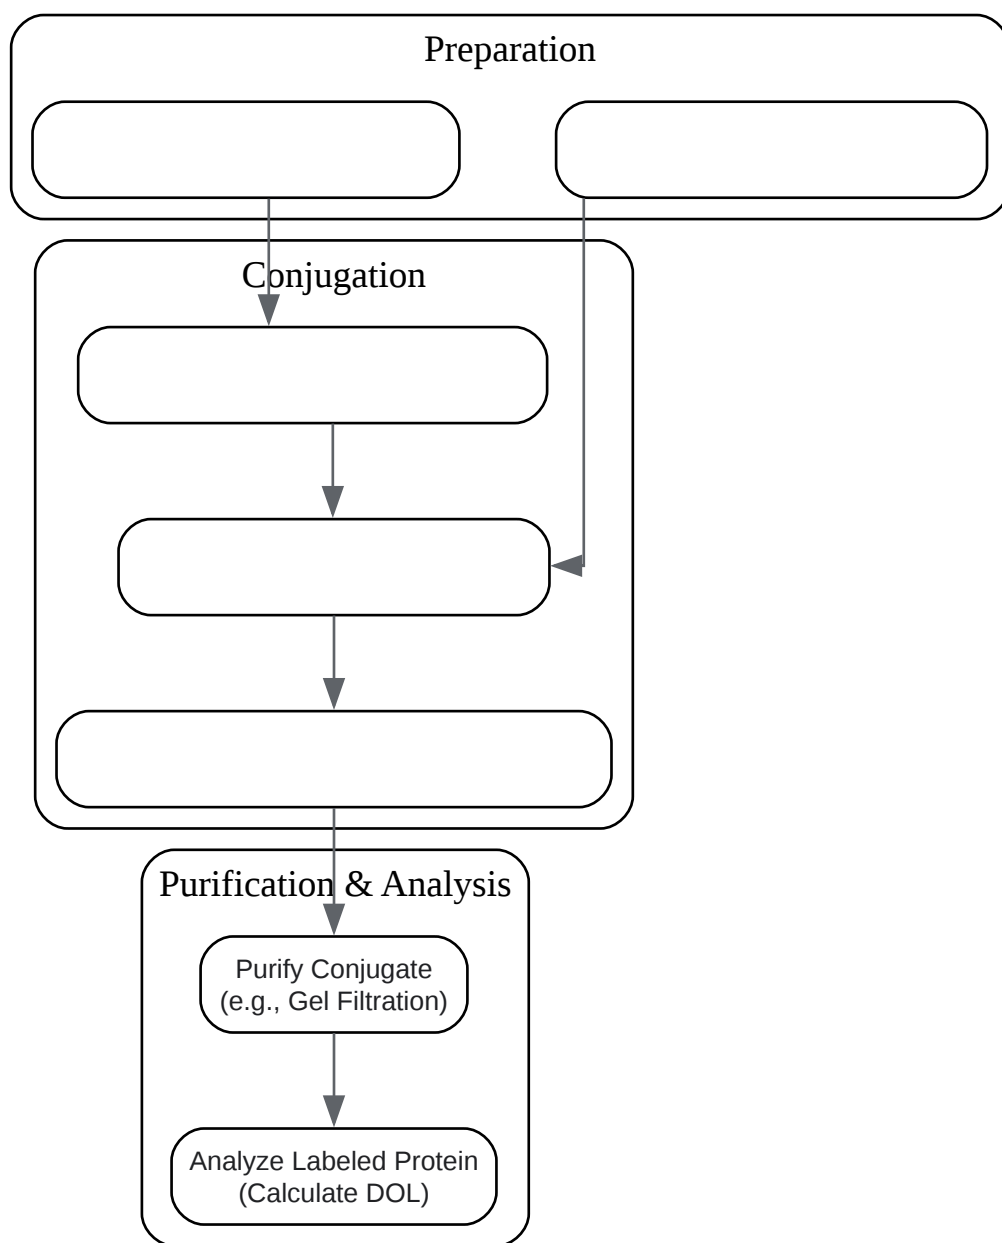 Preparation
Conjugation
Purification & Analysis
Purify Conjugate
(e.g., Gel Filtration)
Analyze Labeled Protein
(Calculate DOL)